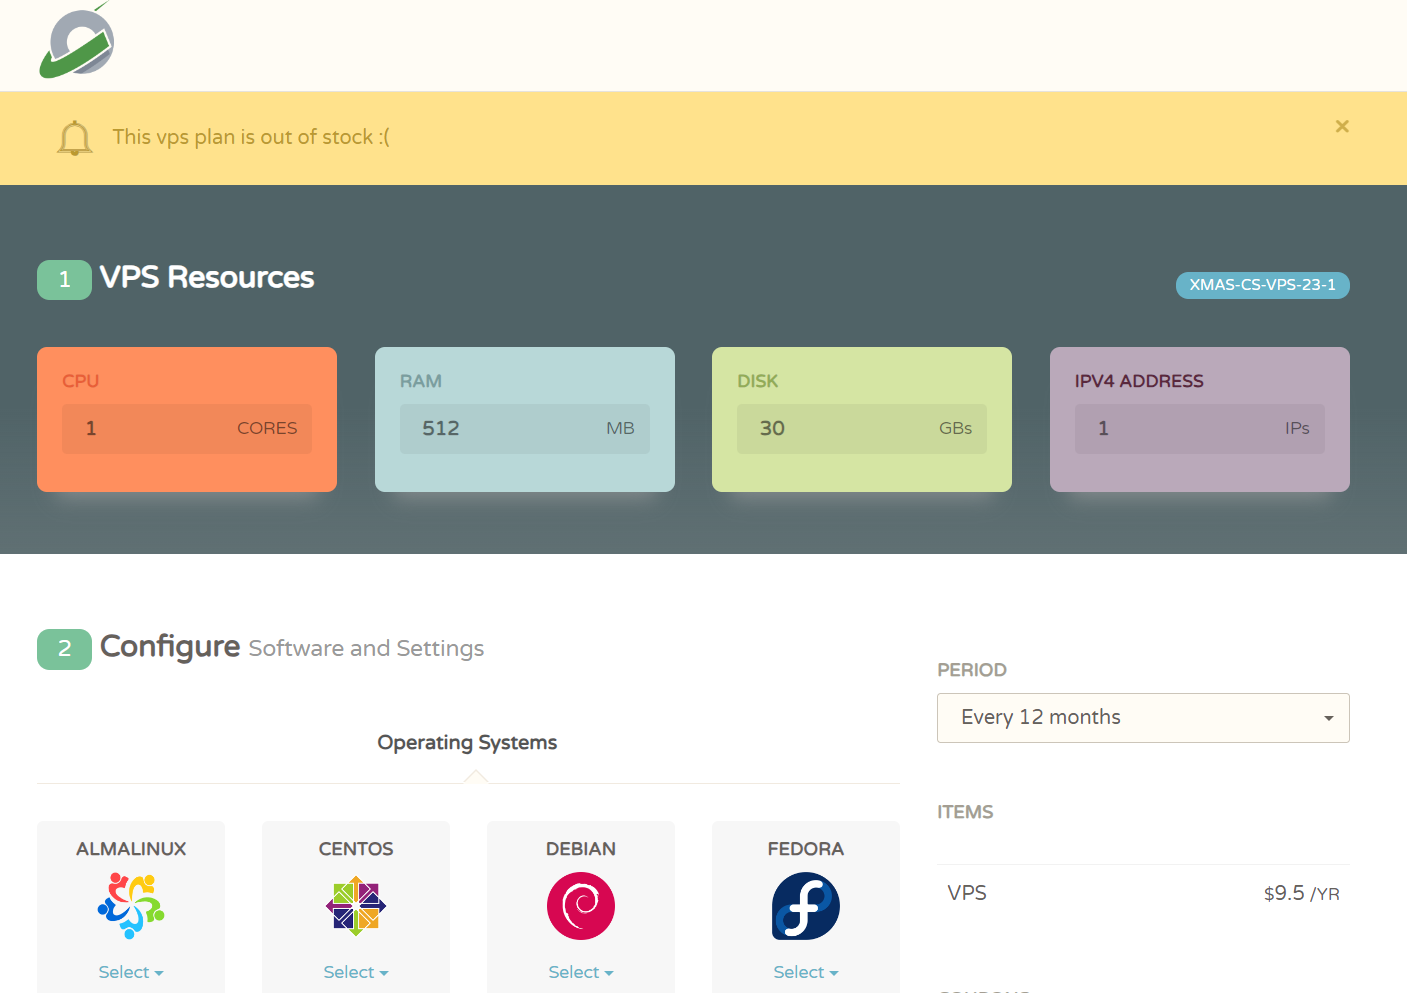 This vps plan is out of stock :(
×
1 VPS Resources
XMAS-CS-VPS-23-1
CPU
1 CORES
RAM
512 MB
DISK
30 GBs
IPV4 ADDRESS
1 IPs
2 Configure Software and Settings
Operating Systems
ALMALINUX
Select
CENTOS
Select
DEBIAN
Select
FEDORA
Select
PERIOD
Every 12 months
ITEMS
VPS $9.5 /YR